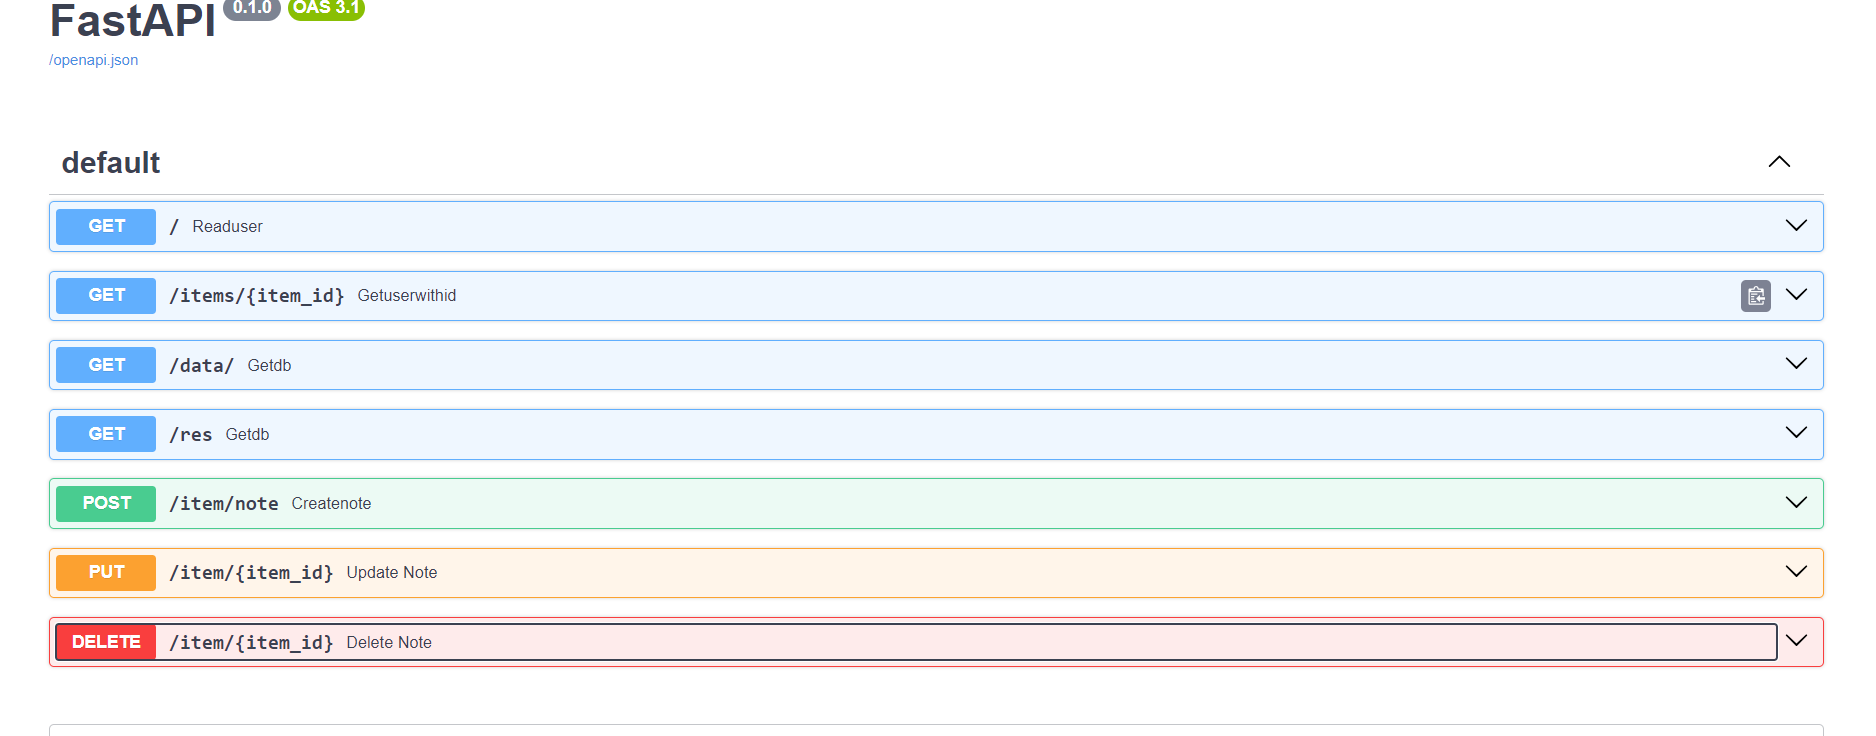 FastAPI 0.1.0 OAS 3.1
/openapi.json
default
GET / Readuser
GET /items/{item_id} Getuserwithid
GET /data/ Getdb
GET /res Getdb
POST /item/note Createnote
PUT /item/{item_id} Update Note
DELETE /item/{item_id} Delete Note